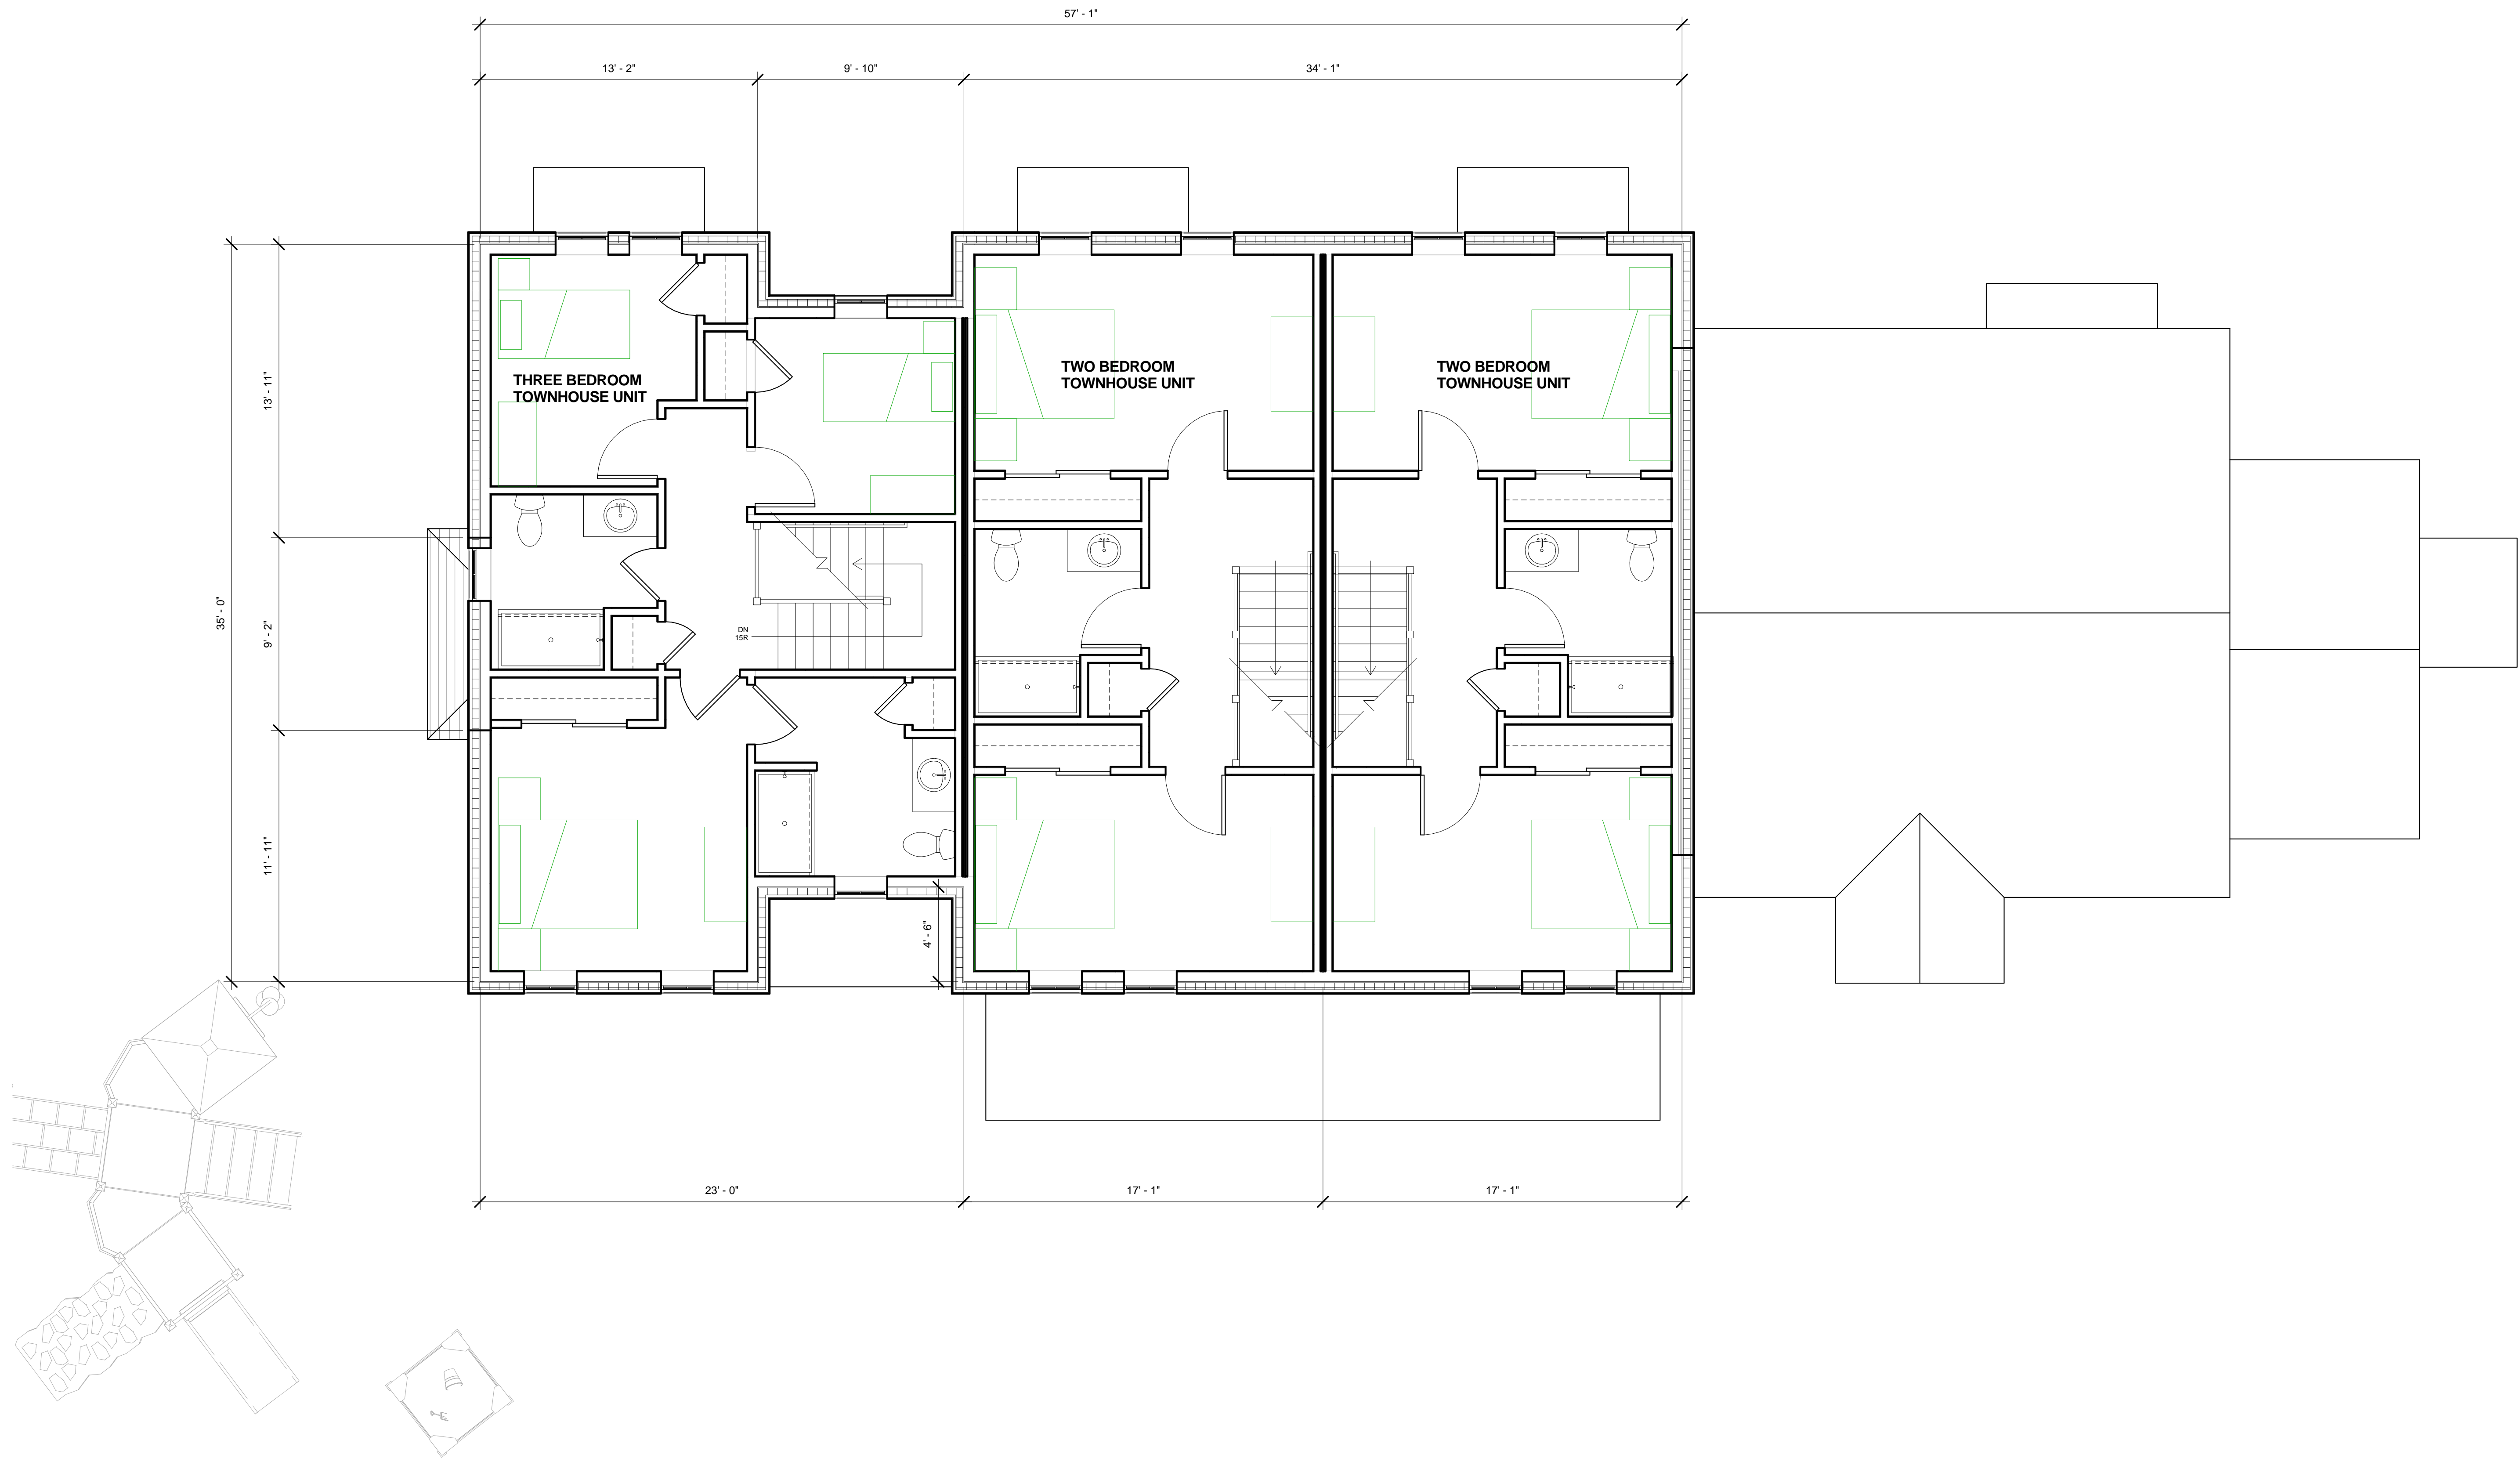 57' - 1"
13' - 2"
9' - 10"
34' - 1"
THREE BEDROOM
TOWNHOUSE UNIT
TWO BEDROOM
TOWNHOUSE UNIT
TWO BEDROOM
TOWNHOUSE UNIT
13' - 11"
35' - 0"
9' - 2"
DN
15R
11' - 11"
4' - 6"
23' - 0"
17' - 1"
17' - 1"